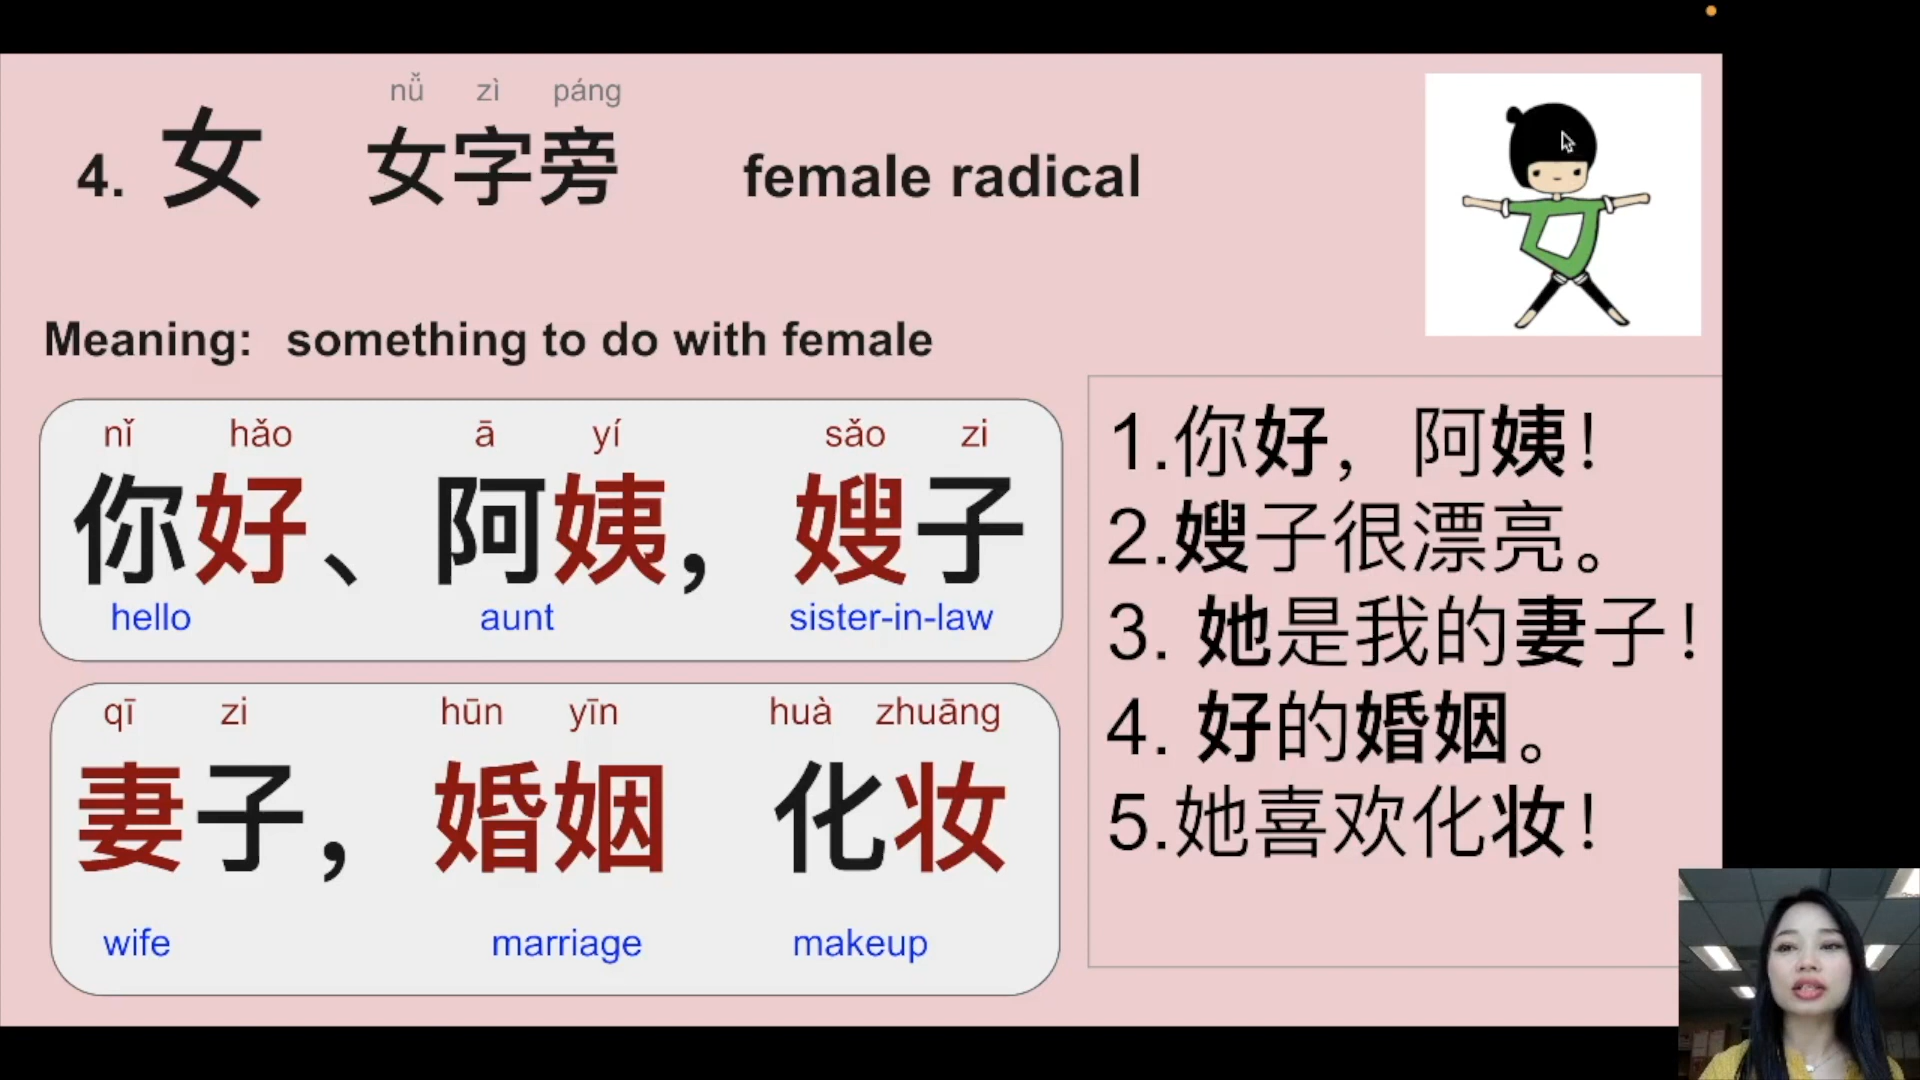 nǚ zì páng
4. 女 女字旁 female radical
Meaning: something to do with female
nǐ hǎo ā yí sǎo zi
你好、阿姨，嫂子
hello aunt sister-in-law
qī zi hūn yīn huà zhuāng
妻子，婚姻 化妆
wife marriage makeup
1.你好，阿姨！
2.嫂子很漂亮。
3. 她是我的妻子！
4. 好的婚姻。
5.她喜欢化妆！